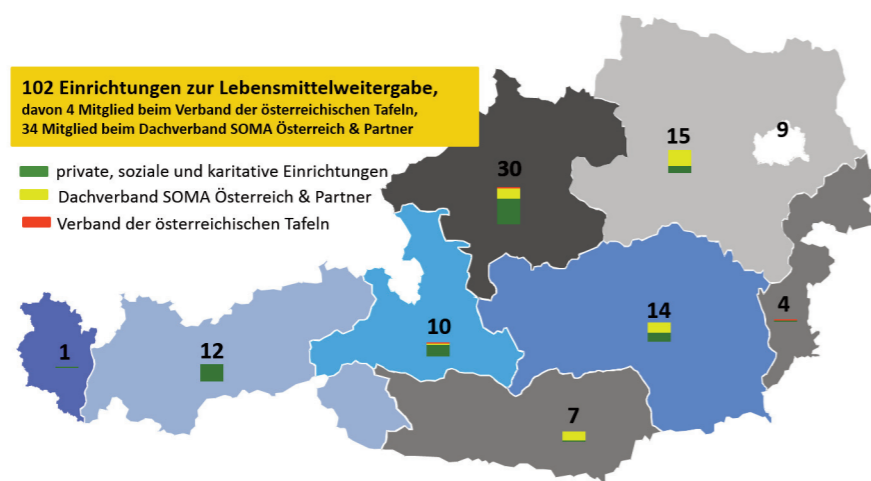 102 Einrichtungen zur Lebensmittelweitergabe,
davon 4 Mitglied beim Verband der österreichischen Tafeln,
34 Mitglied beim Dachverband SOMA Österreich & Partner
private, soziale und karitative Einrichtungen
Dachverband SOMA Österreich & Partner
Verband der österreichischen Tafeln
9
15
30
4
14
10
1
12
7